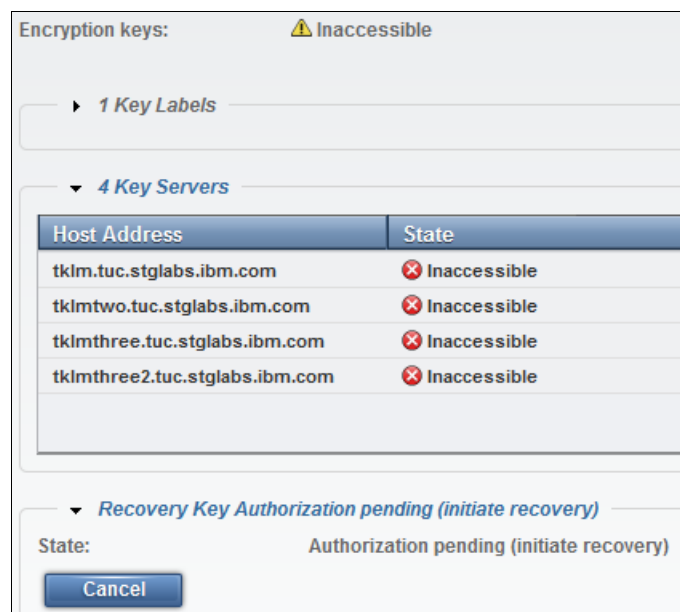 Encryption keys: Inaccessible
1 Key Labels
4 Key Servers
Host Address State
tklm.tuc.stglabs.ibm.com Inaccessible
tklmtwo.tuc.stglabs.ibm.com Inaccessible
tklmthree.tuc.stglabs.ibm.com Inaccessible
tklmthree2.tuc.stglabs.ibm.com Inaccessible
Recovery Key Authorization pending (initiate recovery)
State: Authorization pending (initiate recovery)
Cancel